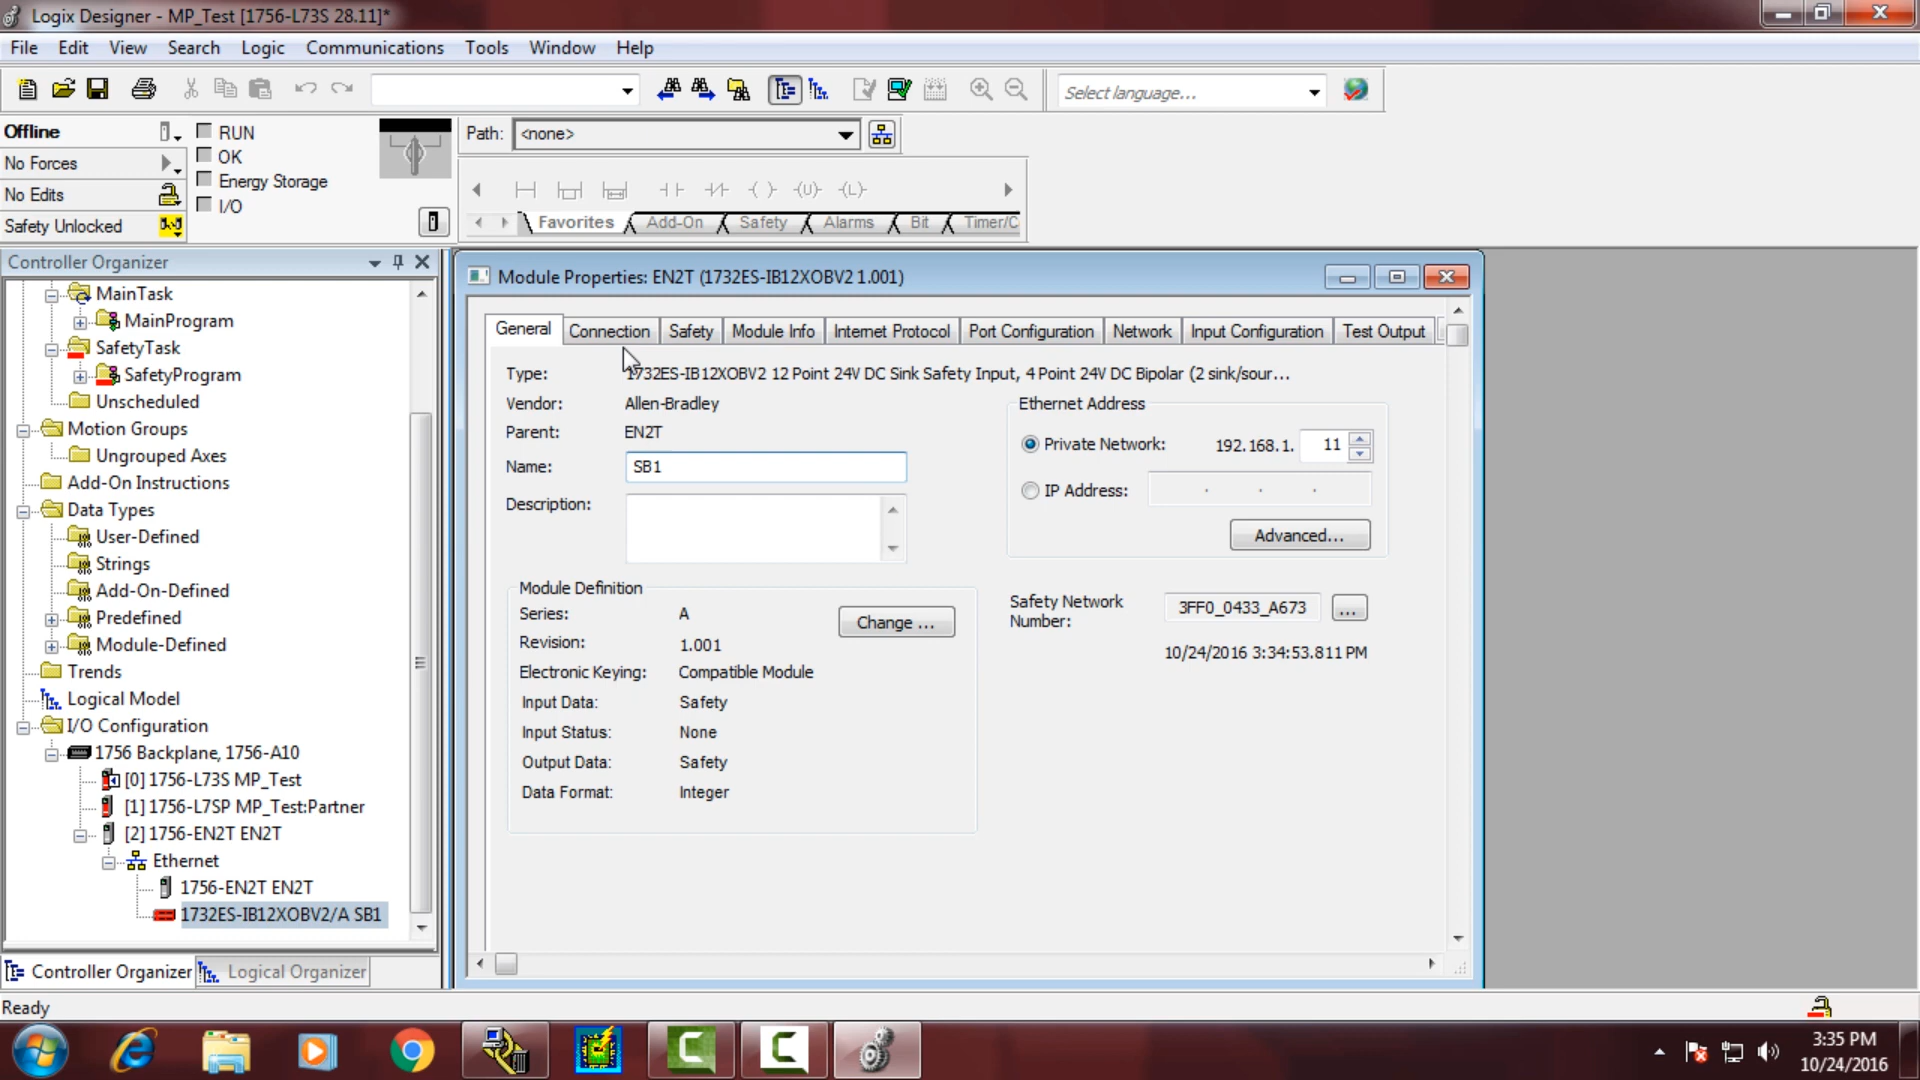 Logix Designer - MP_Test [1756-L73S 28.11]*
File Edit View Search Logic Communications Tools Window Help
Select language...
Offline
RUN
No Forces
OK
No Edits
Energy Storage
Safety Unlocked
I/O
Path: <none>
Favorites Add-On Safety Alarms Bit Timer/C
Controller Organizer
MainTask
MainProgram
SafetyTask
SafetyProgram
Unscheduled
Motion Groups
Ungrouped Axes
Add-On Instructions
Data Types
User-Defined
Strings
Add-On-Defined
Predefined
Module-Defined
Trends
Logical Model
I/O Configuration
1756 Backplane, 1756-A10
[0] 1756-L73S MP_Test
[1] 1756-L7SP MP_Test:Partner
[2] 1756-EN2T EN2T
Ethernet
1756-EN2T EN2T
1732ES-IB12XOBV2/A SB1
Controller Organizer Logical Organizer
Module Properties: EN2T (1732ES-IB12XOBV2 1.001)
General Connection Safety Module Info Internet Protocol Port Configuration Network Input Configuration Test Output
Type: 1732ES-IB12XOBV2 12 Point 24V DC Sink Safety Input, 4 Point 24V DC Bipolar (2 sink/sour...
Vendor: Allen-Bradley
Parent: EN2T
Name: SB1
Description:
Ethernet Address
Private Network: 192.168.1. 11
IP Address: . . .
Advanced...
Module Definition
Series: A
Change ...
Revision: 1.001
Electronic Keying: Compatible Module
Input Data: Safety
Input Status: None
Output Data: Safety
Data Format: Integer
Safety Network
Number: 3FF0_0433_A673 ...
10/24/2016 3:34:53.811 PM
Ready
3:35 PM
10/24/2016